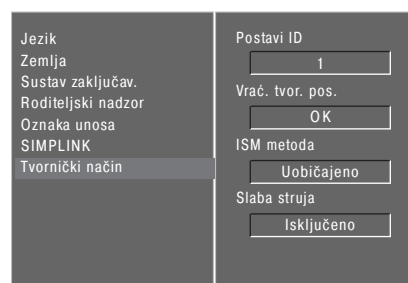 Jezik
Zemlja
Sustav zaključav.
Roditeljski nadzor
Oznaka unosa
SIMPLINK
Tvornički način
Postavi ID
1
Vrać. tvor. pos.
OK
ISM metoda
Uobičajeno
Slaba struja
Isključeno